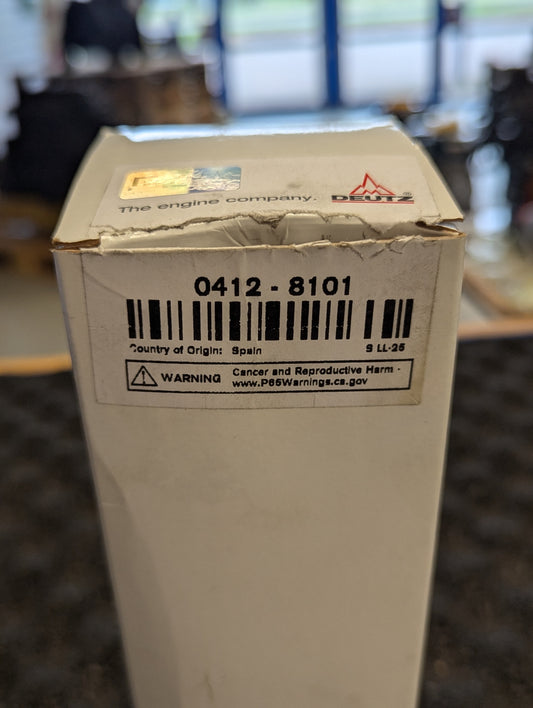 The engine company. DEUTZ®
0412 - 8101
Country of Origin: Spain S LL-25
WARNING Cancer and Reproductive Harm -
www.P65Warnings.ca.gov